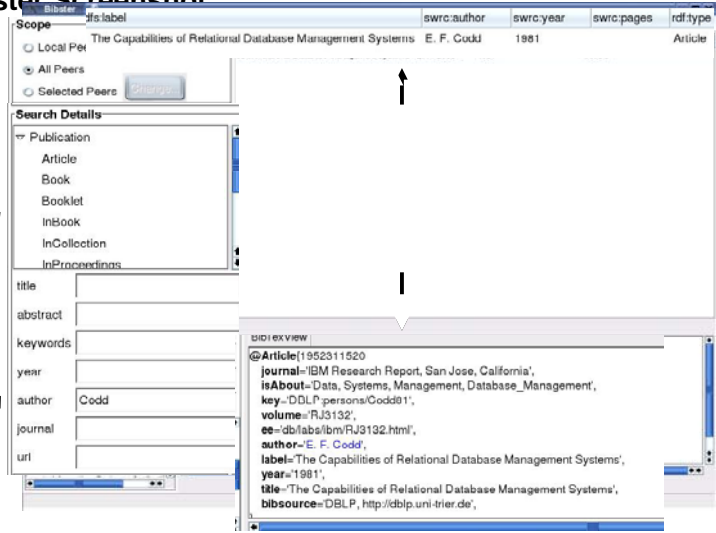 Bibster
dfs:label swrc:author swrc:year swrc:pages rdf:type
The Capabilities of Relational Database Management Systems E. F. Codd 1981 Article
Scope
Local Pe
All Peers
Selected Peers
Search Details
Publication
Article
Book
Booklet
InBook
InCollection
InProceedings
title
abstract
keywords
year
author Codd
journal
url
BibTexView
@Article{1952311520
journal='IBM Research Report, San Jose, California',
isAbout='Data, Systems, Management, Database_Management',
key='DBLP:persons/Codd81',
volume='RJ3132',
ee='db/labs/ibm/RJ3132.html',
author='E. F. Codd',
label='The Capabilities of Relational Database Management Systems',
year='1981',
title='The Capabilities of Relational Database Management Systems',
bibsource='DBLP, http://dblp.uni-trier.de',